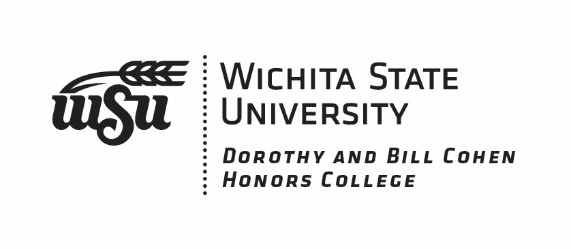 wsu
WICHITA STATE
UNIVERSITY
DOROTHY AND BILL COHEN
HONORS COLLEGE